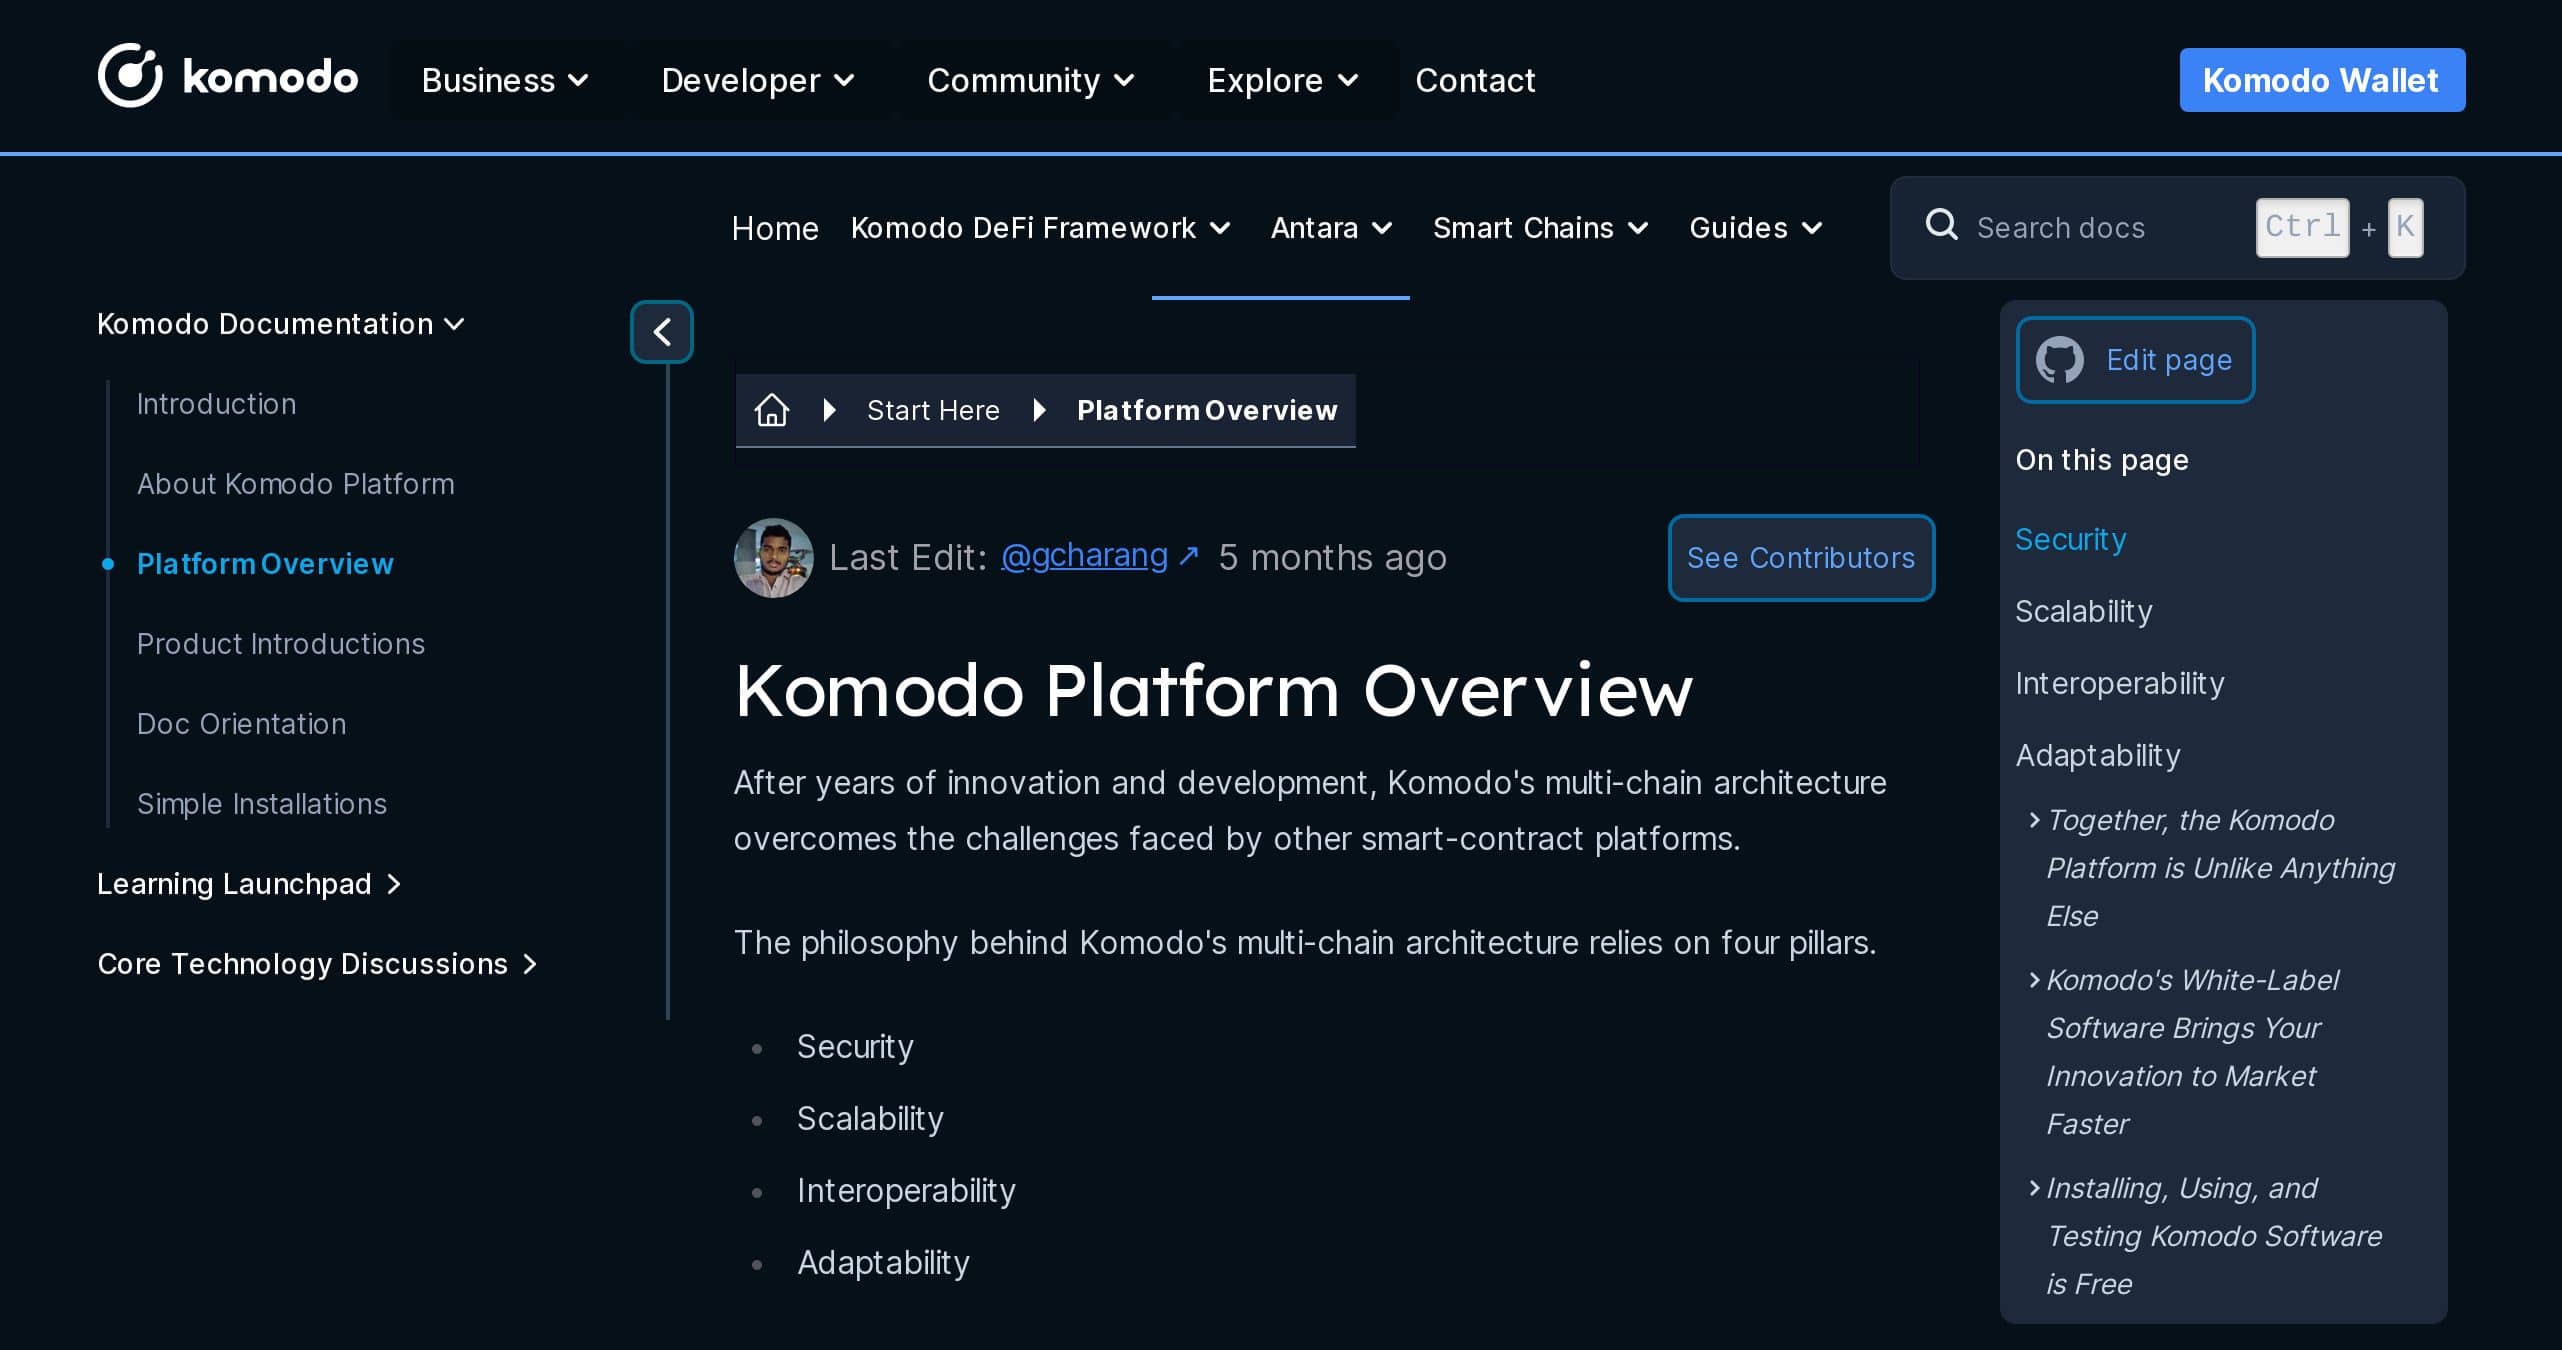 komodo
Business
Developer
Community
Explore
Contact
Komodo Wallet
Home
Komodo DeFi Framework
Antara
Smart Chains
Guides
Search docs
Ctrl + K
Komodo Documentation
Introduction
About Komodo Platform
Platform Overview
Product Introductions
Doc Orientation
Simple Installations
Learning Launchpad
Core Technology Discussions
Start Here
Platform Overview
Last Edit: @gcharang ↗ 5 months ago
See Contributors
Komodo Platform Overview
After years of innovation and development, Komodo's multi-chain architecture
overcomes the challenges faced by other smart-contract platforms.
The philosophy behind Komodo's multi-chain architecture relies on four pillars.
Security
Scalability
Interoperability
Adaptability
Edit page
On this page
Security
Scalability
Interoperability
Adaptability
Together, the Komodo
Platform is Unlike Anything
Else
Komodo's White-Label
Software Brings Your
Innovation to Market
Faster
Installing, Using, and
Testing Komodo Software
is Free